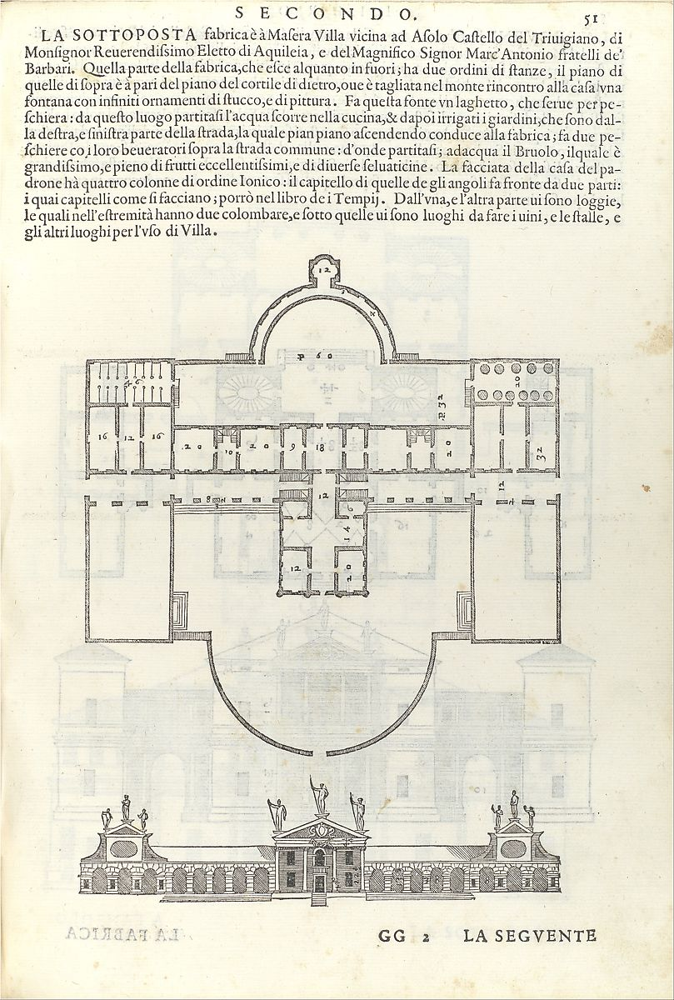 SECONDO.
51
LA SOTTOPOSTA fabrica è à Maſera Villa vicina ad Aſolo Caſtello del Triuigiano, di
Monſignor Reuerendiſsimo Eletto di Aquileia, e del Magnifico Signor Marc'Antonio fratelli de'
Barbari. Quella parte della fabrica, che eſce alquanto in fuori; ha due ordini di ſtanze, il piano di
quelle di ſopra è à pari del piano del cortile di dietro, oue è tagliata nel monte rincontro alla caſa vna
fontana con infiniti ornamenti di ſtucco, e di pittura. Fa queſta fonte vn laghetto, che ſerue per pe-
ſchiera: da queſto luogo partitaſi l'acqua ſcorre nella cucina, & dapoi irrigati i giardini, che ſono dal-
la deſtra, e ſiniſtra parte della ſtrada, la quale pian piano aſcendendo conduce alla fabrica; fa due pe-
ſchiere co i loro beueratori ſopra la ſtrada commune: d'onde partitaſi; adacqua il Bruolo, ilquale è
grandiſsimo, e pieno di frutti eccellentiſsimi, e di diuerſe ſeluaticine. La facciata della caſa del pa-
drone hà quattro colonne di ordine Ionico: il capitello di quelle de gli angoli fa fronte da due parti:
i quai capitelli come ſi facciano; porrò nel libro de i Tempij. Dall'vna, e l'altra parte ui ſono loggie,
le quali nell'eſtremità hanno due colombare, e ſotto quelle ui ſono luoghi da fare i uini, e le ſtalle, e
gli altri luoghi per l'vſo di Villa.
12
P 60
46
20
P. 32
16 12 16
20 10 20 9 18 20
32
12
12
8
6
14
12
20
GG 2 LA SEGVENTE